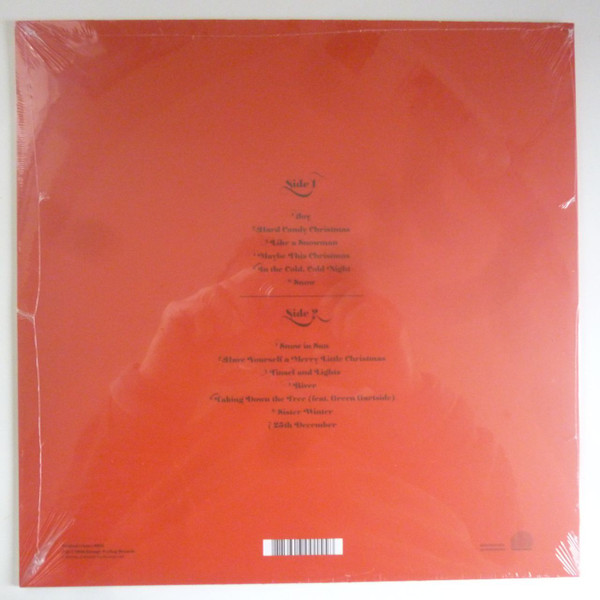 Side 1
Joy
Hard Candy Christmas
Like a Snowman
Maybe This Christmas
In the Cold, Cold Night
Snow
Side 2
Snow in Sun
Have Yourself a Merry Little Christmas
Tinsel and Lights
River
Taking Down the Tree (feat. Green Gartside)
Sister Winter
25th December